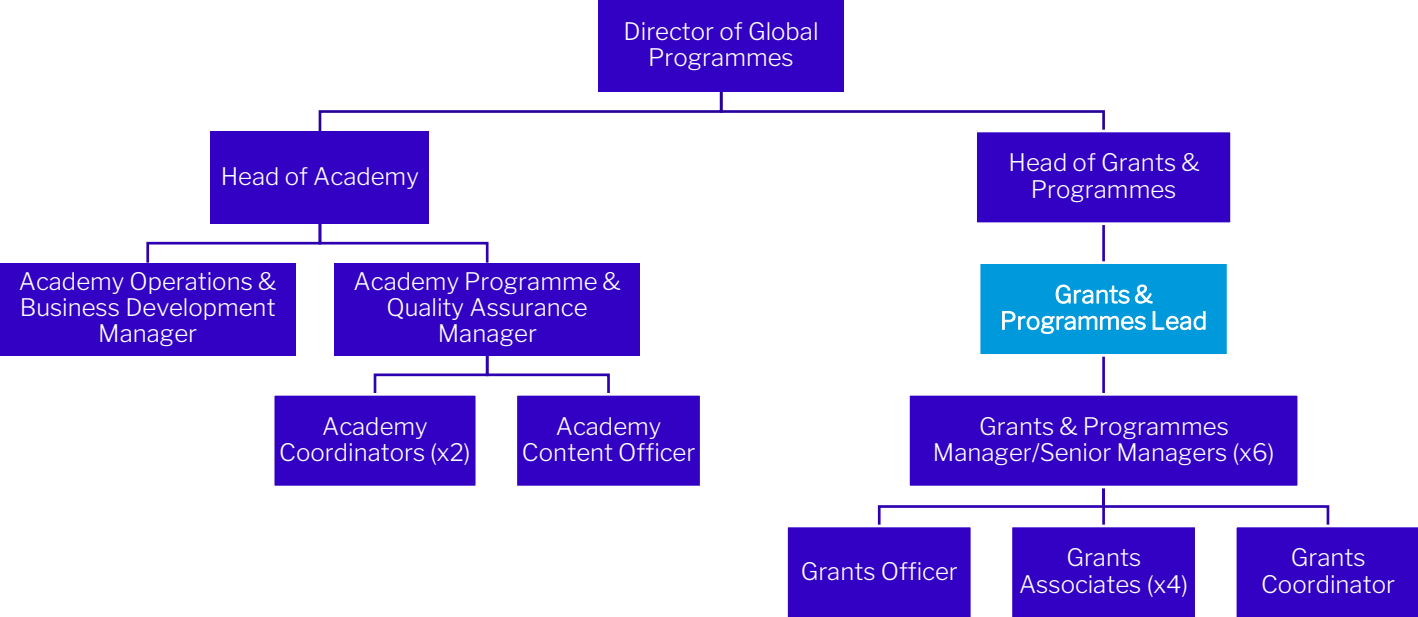 Director of Global
Programmes
Head of Academy
Head of Grants &
Programmes
Academy Operations &
Business Development
Manager
Academy Programme &
Quality Assurance
Manager
Grants &
Programmes Lead
Academy
Coordinators (x2)
Academy
Content Officer
Grants & Programmes
Manager/Senior Managers (x6)
Grants Officer
Grants
Associates (x4)
Grants
Coordinator